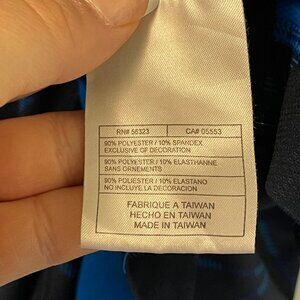 RN# 56323 CA# 05553
90% POLYESTER / 10% SPANDEX
EXCLUSIVE OF DECORATION
90% POLYESTER / 10% ELASTHANNE
SANS ORNEMENTS
90% POLIESTER / 10% ELASTANO
NO INCLUYE LA DECORACION
FABRIQUE A TAIWAN
HECHO EN TAIWAN
MADE IN TAIWAN